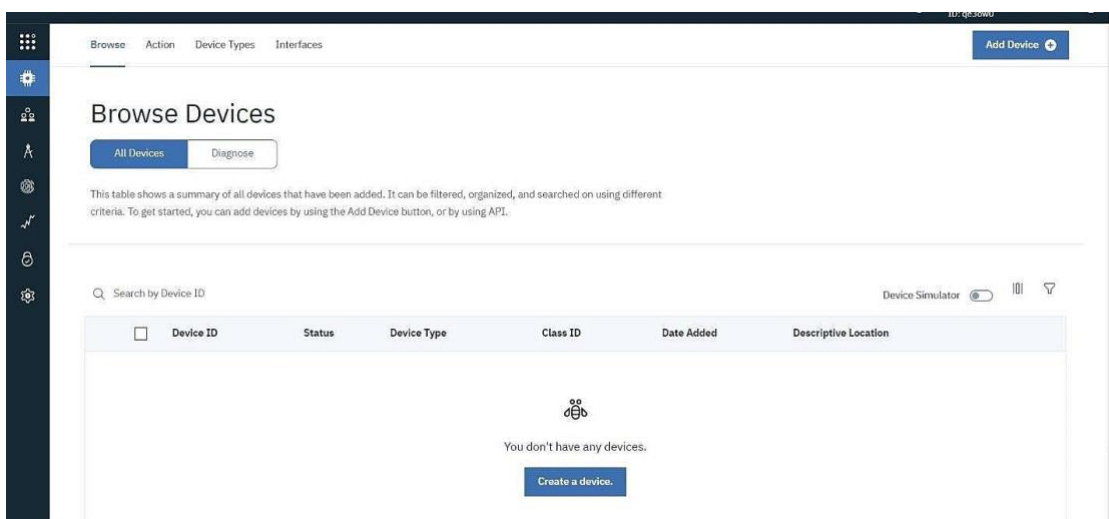 Browse Action Device Types Interfaces Add Device
Browse Devices
All Devices Diagnose
This table shows a summary of all devices that have been added. It can be filtered, organized, and searched on using different
criteria. To get started, you can add devices by using the Add Device button, or by using API.
Search by Device ID Device Simulator
Device ID Status Device Type Class ID Date Added Descriptive Location
You don't have any devices.
Create a device.